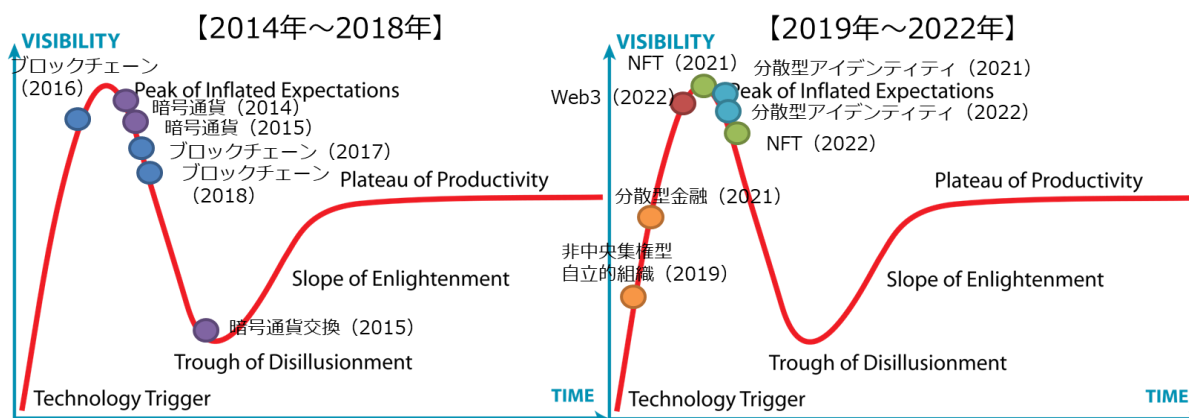 【2014年～2018年】
VISIBILITY
ブロックチェーン
（2016）
Peak of Inflated Expectations
暗号通貨（2014）
暗号通貨（2015）
ブロックチェーン（2017）
ブロックチェーン
（2018）
Plateau of Productivity
Slope of Enlightenment
暗号通貨交換（2015）
Trough of Disillusionment
Technology Trigger
TIME
【2019年～2022年】
VISIBILITY
NFT（2021）
分散型アイデンティティ（2021）
Peak of Inflated Expectations
Web3（2022）
分散型アイデンティティ（2022）
NFT（2022）
Plateau of Productivity
分散型金融（2021）
非中央集権型
自立的組織（2019）
Slope of Enlightenment
Trough of Disillusionment
Technology Trigger
TIME